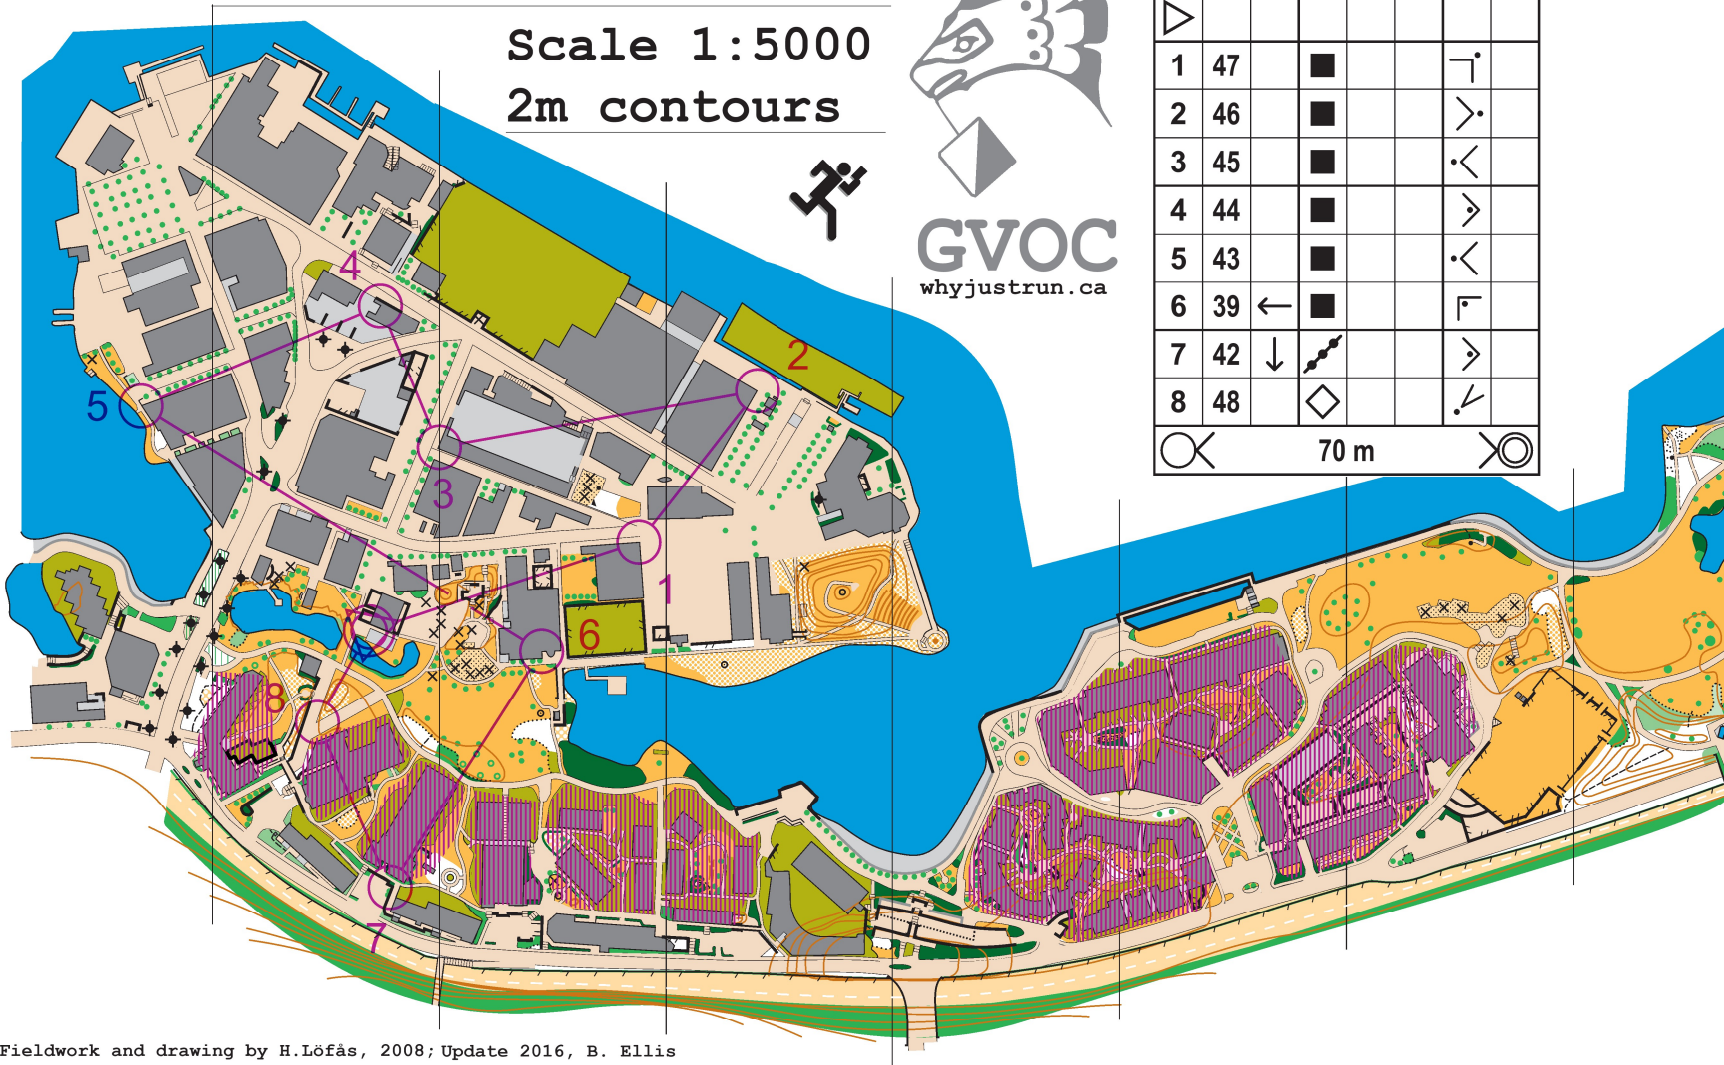 Scale 1:5000
2m contours
GVOC
whyjustrun.ca
1 47
2 46
3 45
4 44
5 43
6 39
7 42
8 48
70 m
4
2
5
3
1
6
8
7
Fieldwork and drawing by H.Löfås, 2008; Update 2016, B. Ellis